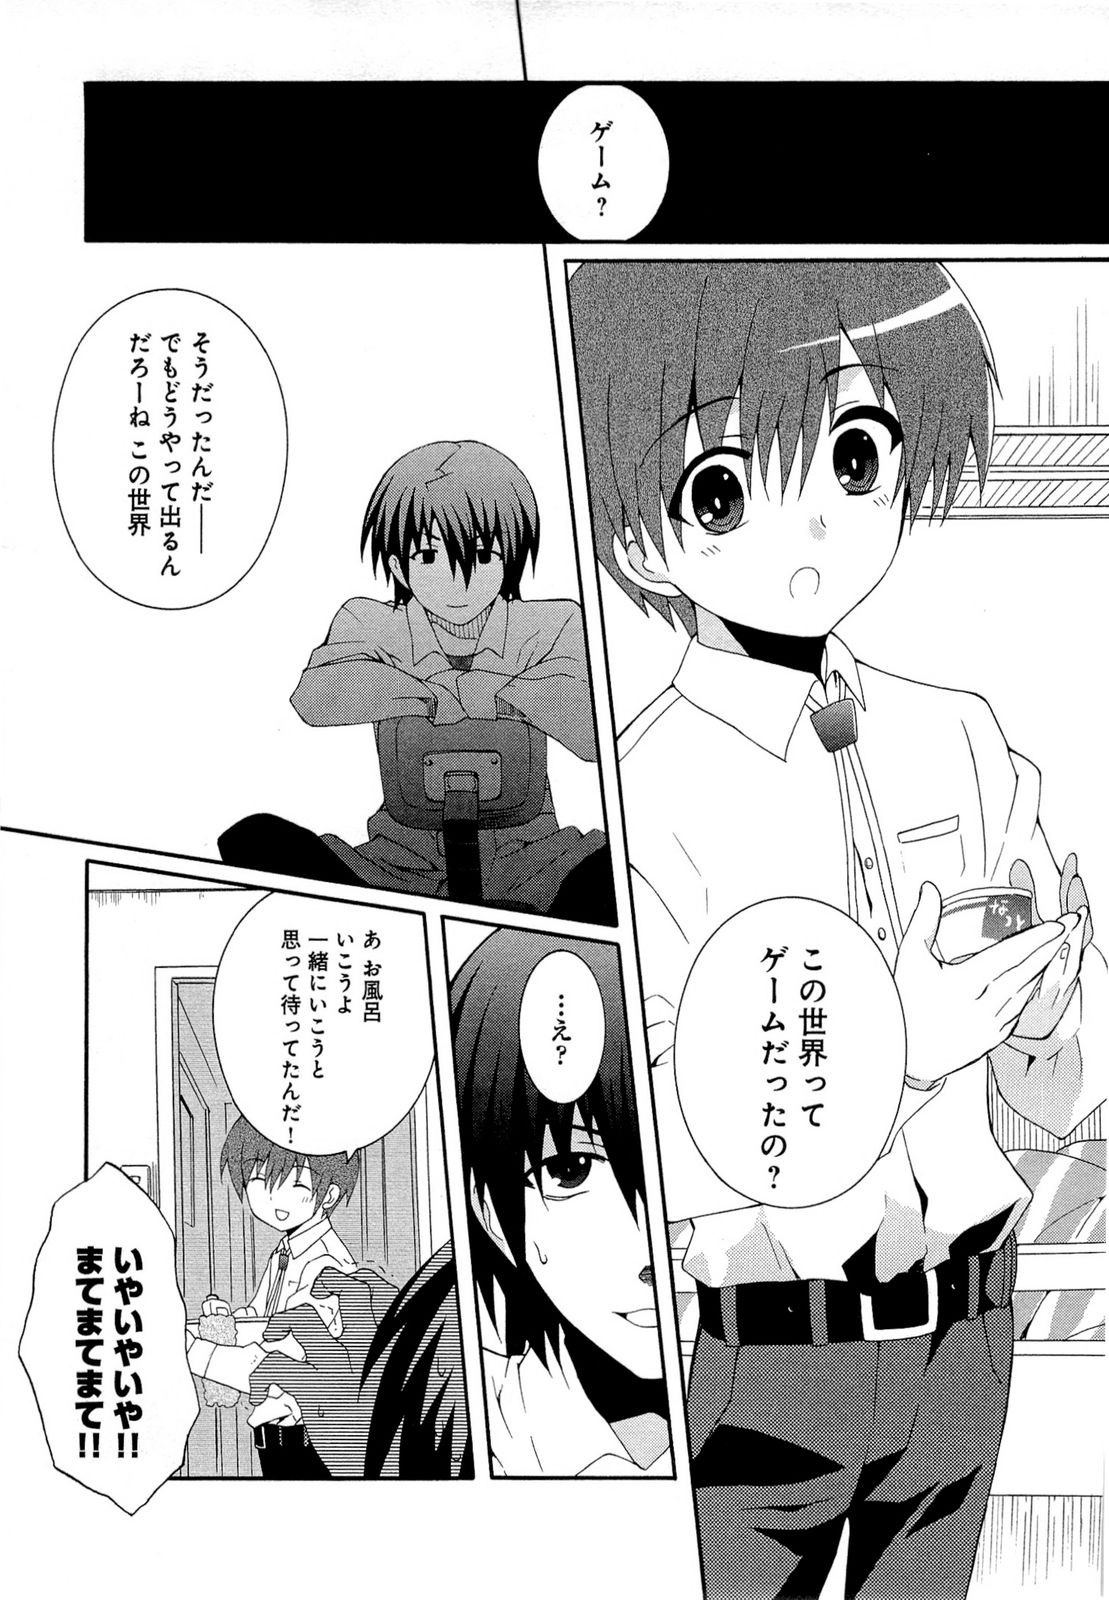 ゲーム？
この世界って
ゲームだったの？
なっと
そうだったんだ──
でもどうやって出るん
だろーね この世界
…え？
あ お風呂
いこうよ
一緒にいこうと
思って待ってたんだ！
いやいやいや!!
まてまてまて!!